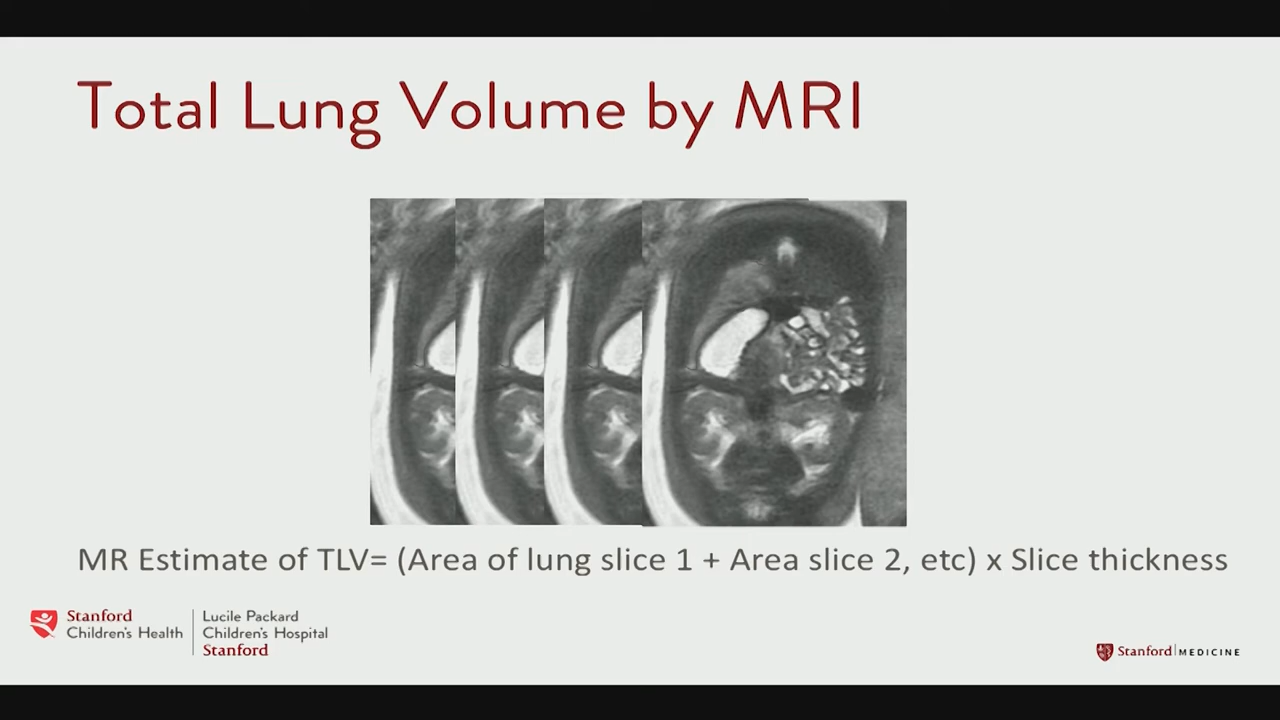 Total Lung Volume by MRI
MR Estimate of TLV= (Area of lung slice 1 + Area slice 2, etc) x Slice thickness
Stanford
Children's Health
Lucile Packard
Children's Hospital
Stanford
Stanford MEDICINE